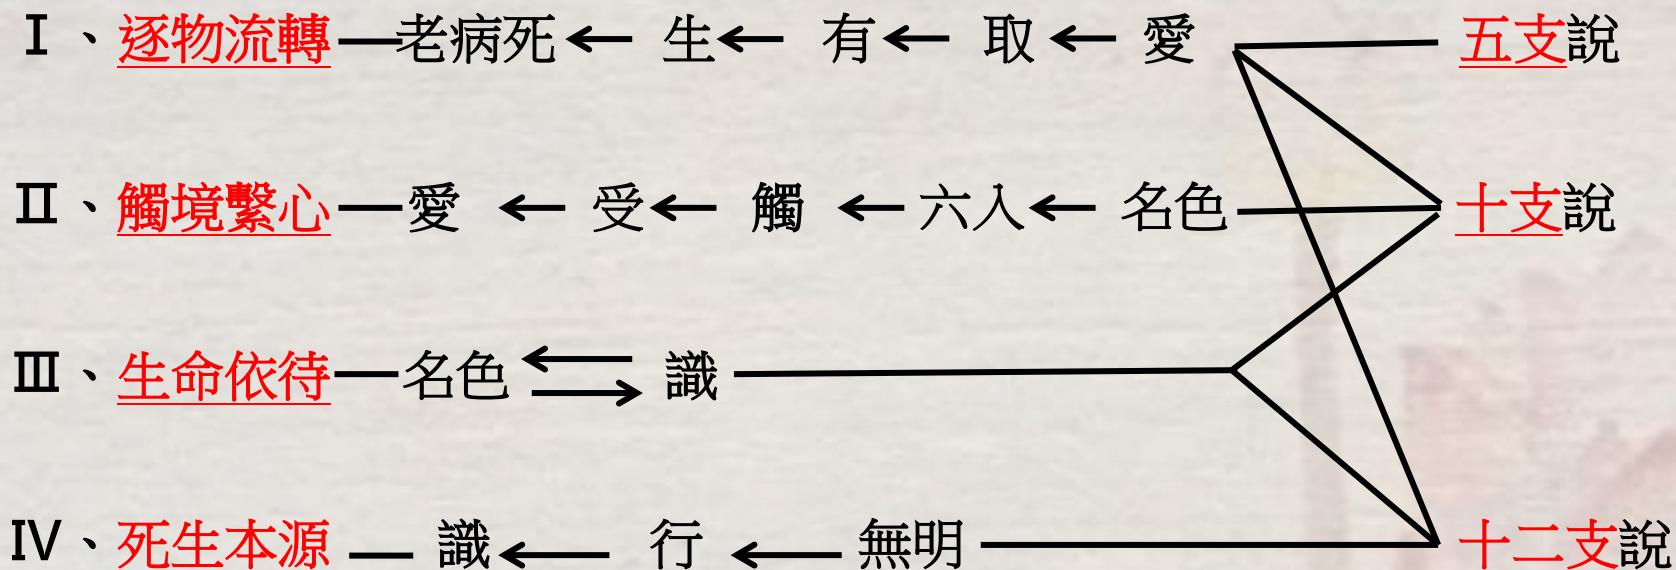 Ⅰ、逐物流轉 老病死 ← 生 ← 有 ← 取 ← 愛 五支說
Ⅱ、觸境繫心 愛 ← 受 ← 觸 ← 六入 ← 名色 十支說
Ⅲ、生命依待 名色 ← → 識
Ⅳ、死生本源 識 ← 行 ← 無明 十二支說